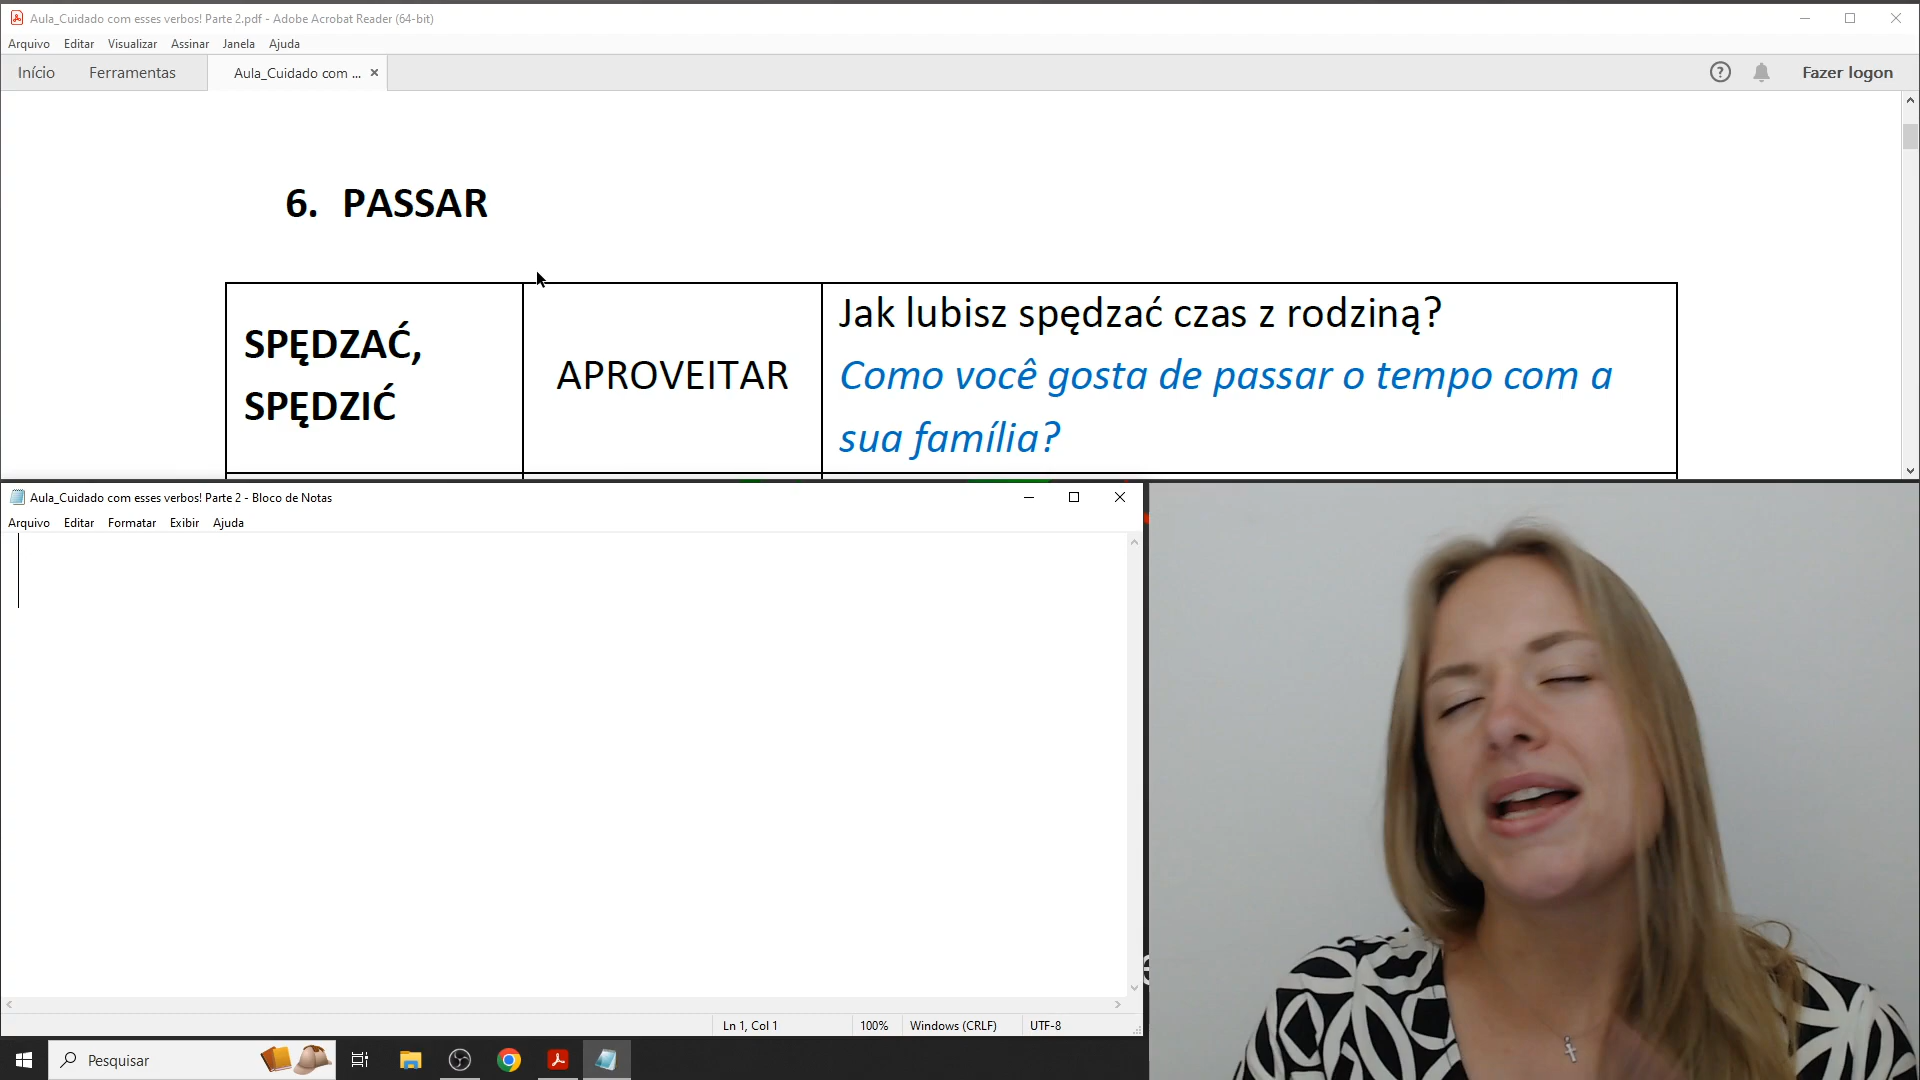 Aula_Cuidado com esses verbos! Parte 2.pdf - Adobe Acrobat Reader (64-bit)
Arquivo Editar Visualizar Assinar Janela Ajuda
Início Ferramentas Aula_Cuidado com ... × Fazer logon
6. PASSAR
SPĘDZAĆ,
SPĘDZIĆ
APROVEITAR
Jak lubisz spędzać czas z rodziną?
Como você gosta de passar o tempo com a
sua família?
Aula_Cuidado com esses verbos! Parte 2 - Bloco de Notas
Arquivo Editar Formatar Exibir Ajuda
Ln 1, Col 1 100% Windows (CRLF) UTF-8
Pesquisar